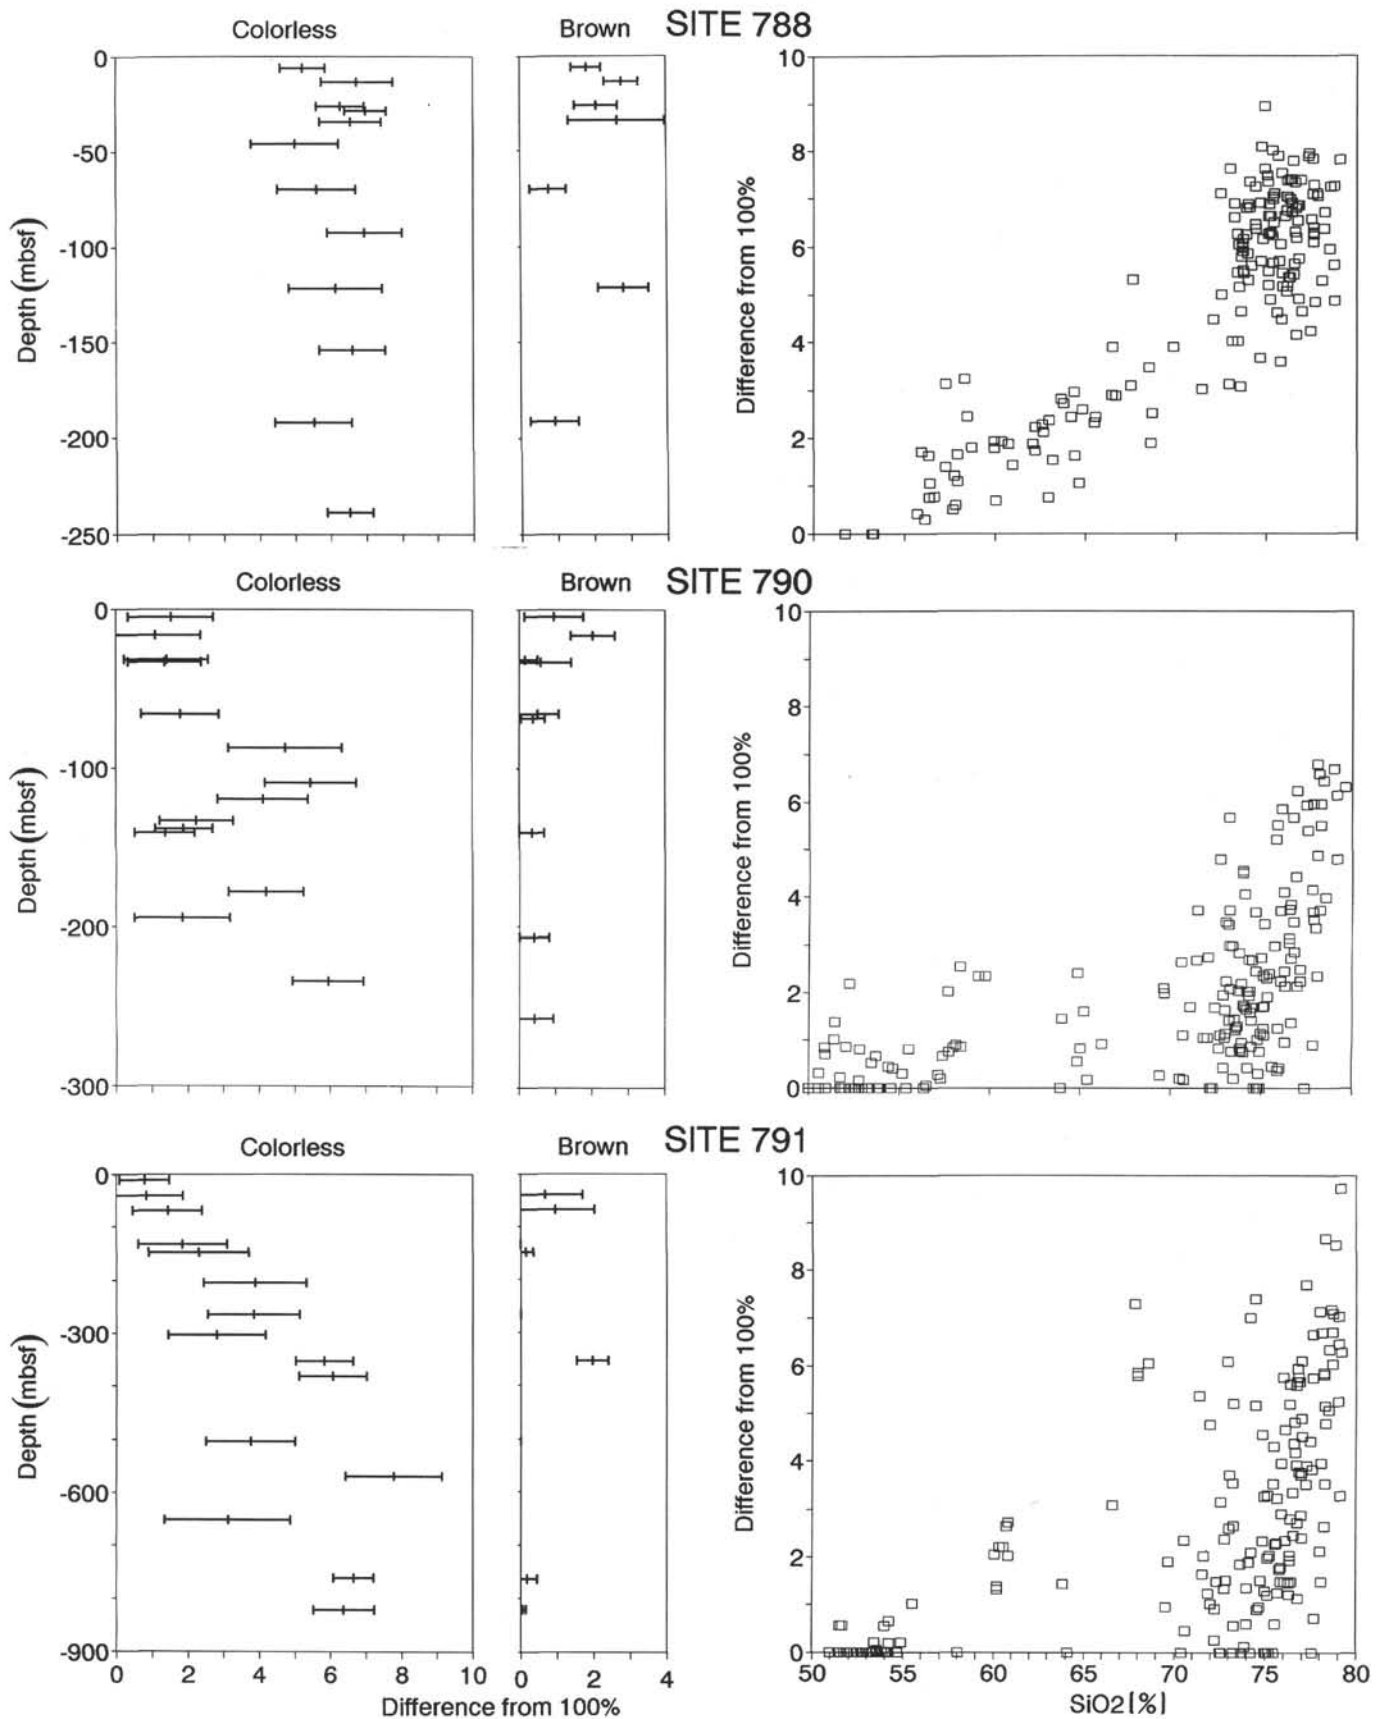 Colorless
Brown
SITE 788
0
-50
-100
-150
-200
-250
Depth (mbsf)
10
8
6
4
2
0
Difference from 100%
Colorless
Brown
SITE 790
0
-100
-200
-300
Depth (mbsf)
10
8
6
4
2
0
Difference from 100%
Colorless
Brown
SITE 791
0
-300
-600
-900
Depth (mbsf)
0 2 4 6 8 10
0 2 4
Difference from 100%
10
8
6
4
2
0
Difference from 100%
50 55 60 65 70 75 80
SiO2 [%]